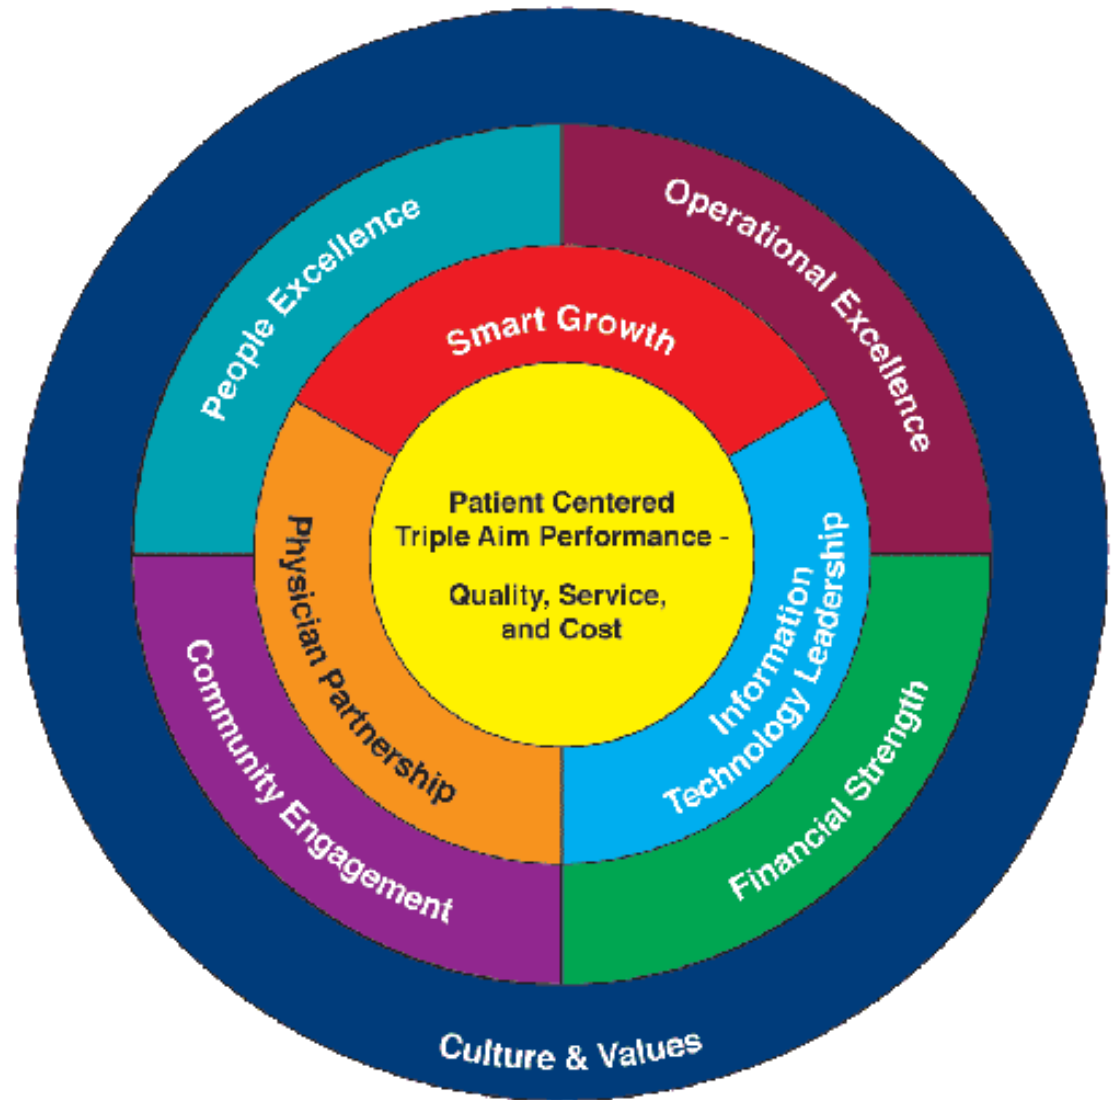 People Excellence
Operational Excellence
Smart Growth
Patient Centered
Triple Aim Performance -
Quality, Service,
and Cost
Physician Partnership
Information
Technology Leadership
Community Engagement
Financial Strength
Culture & Values